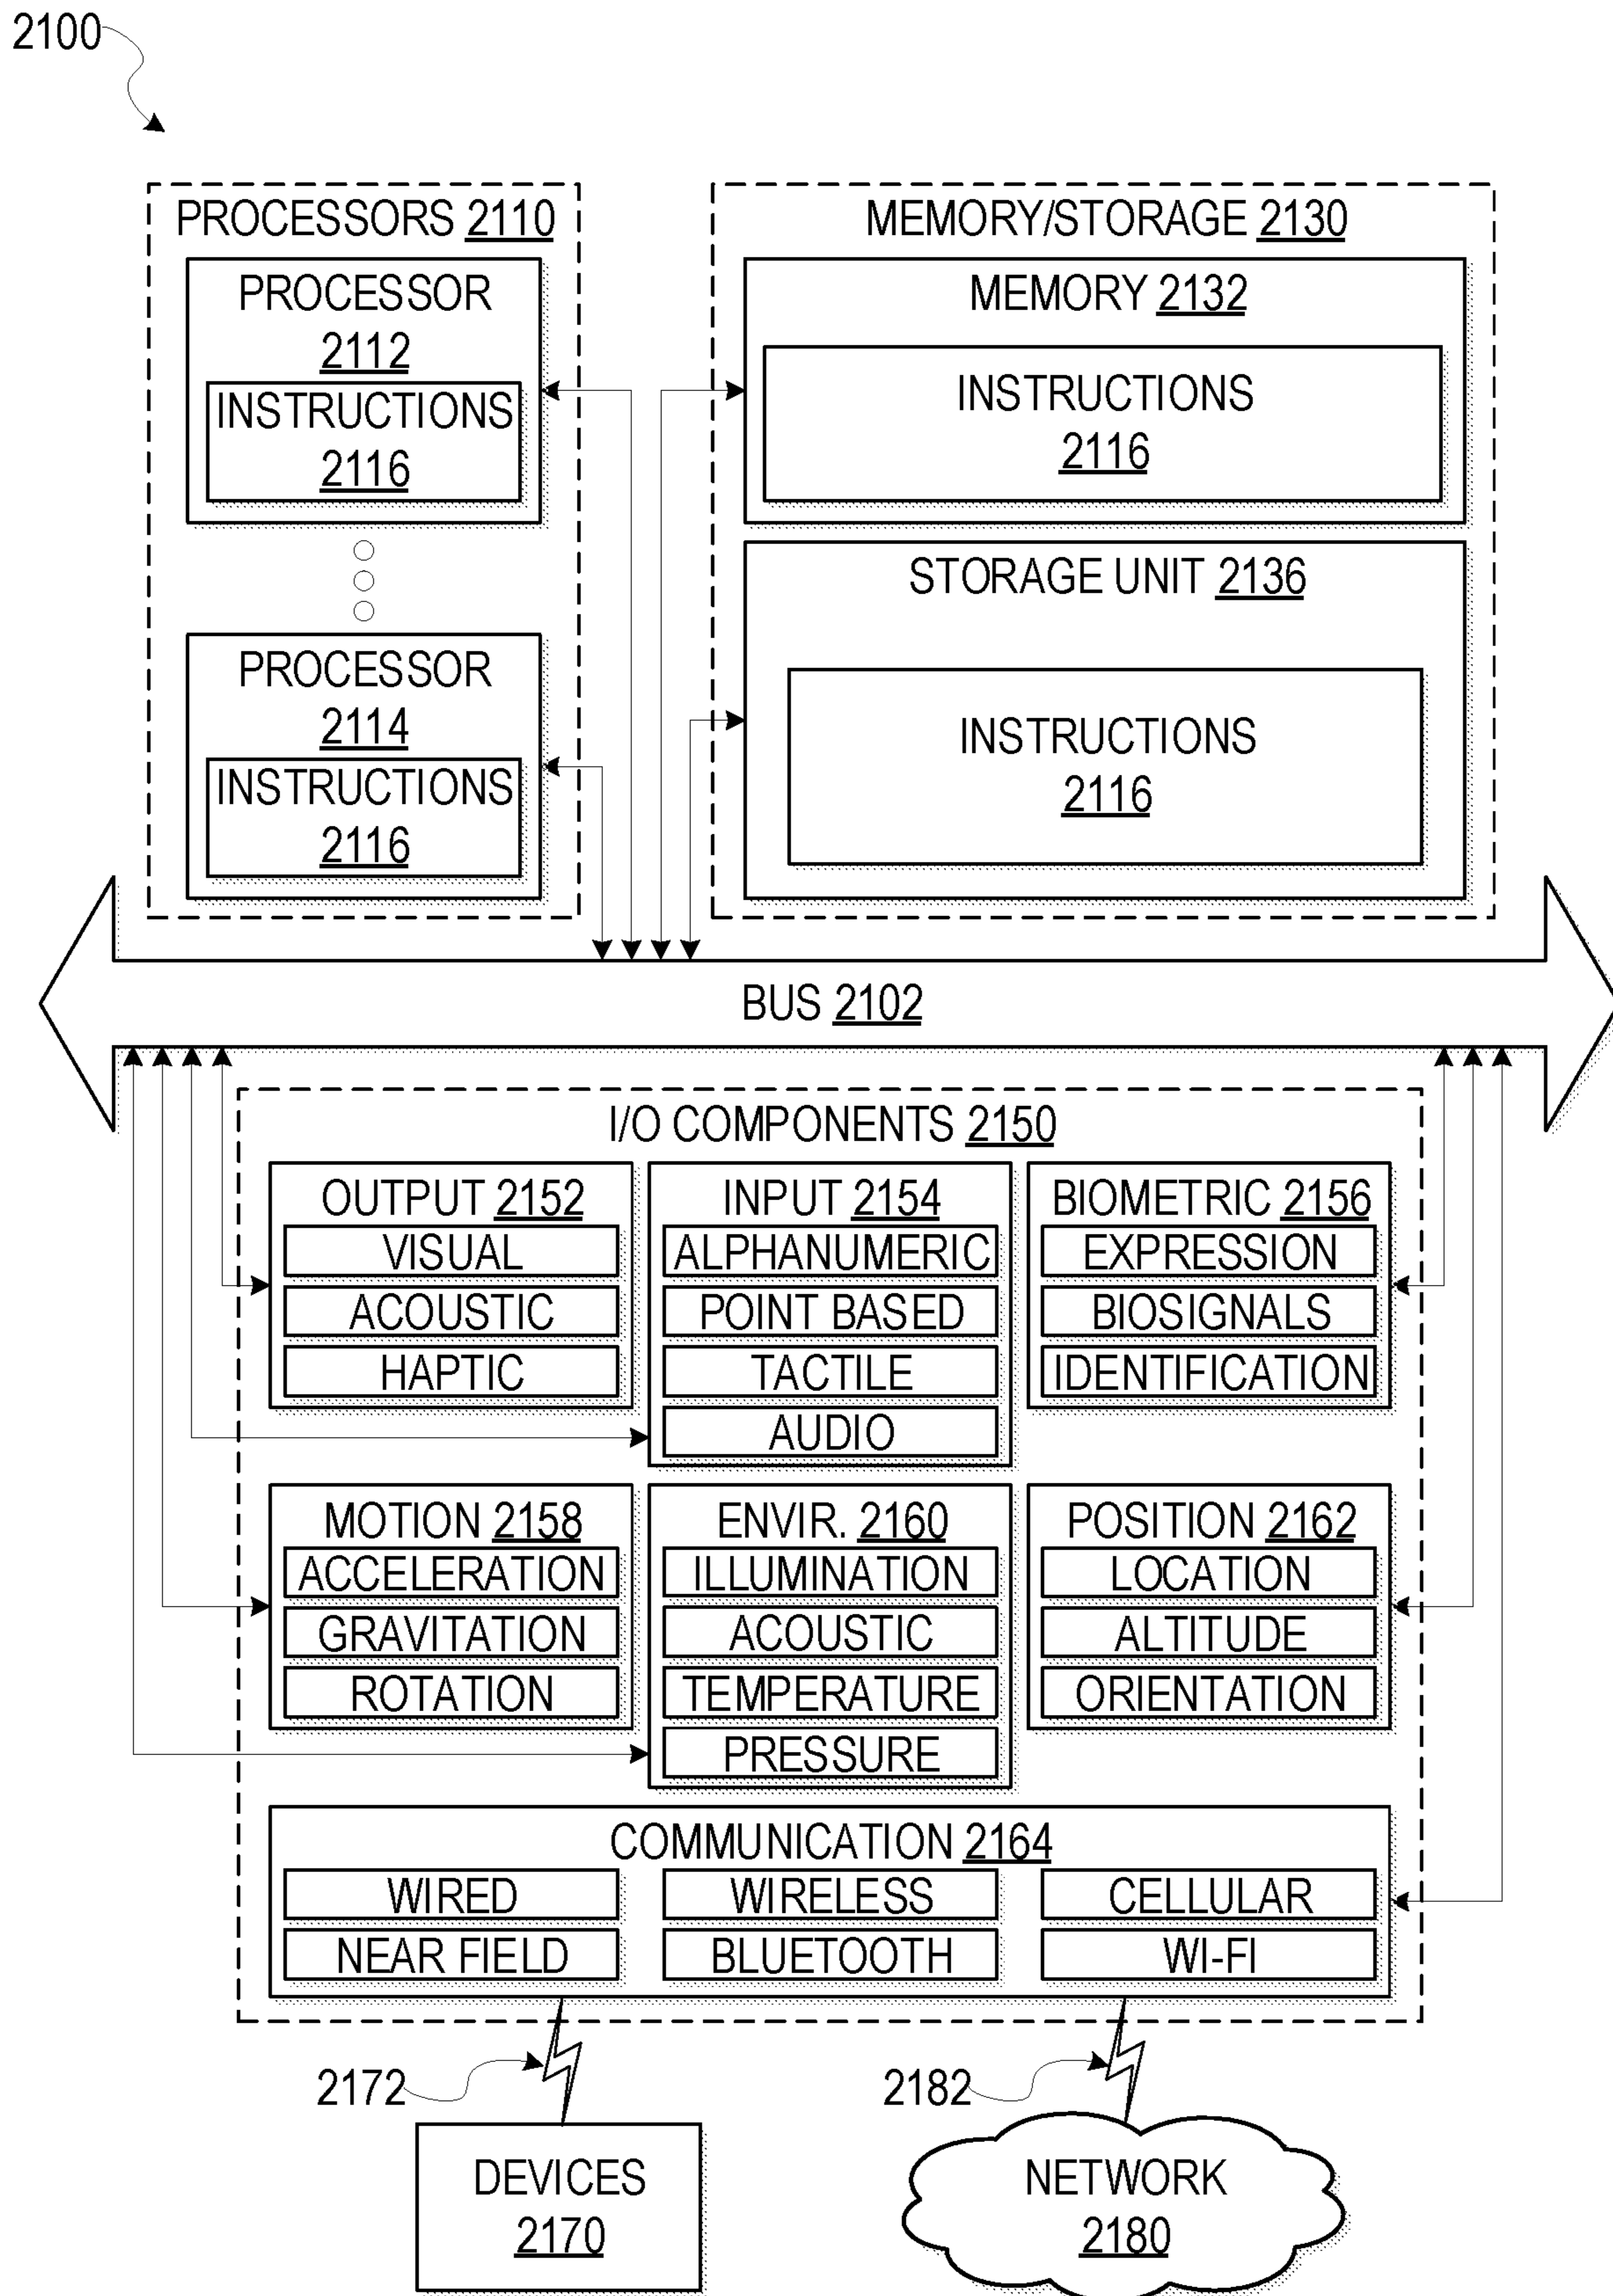 2100
PROCESSORS 2110
PROCESSOR
2112
INSTRUCTIONS
2116
PROCESSOR
2114
INSTRUCTIONS
2116
MEMORY/STORAGE 2130
MEMORY 2132
INSTRUCTIONS
2116
STORAGE UNIT 2136
INSTRUCTIONS
2116
BUS 2102
I/O COMPONENTS 2150
OUTPUT 2152
VISUAL
ACOUSTIC
HAPTIC
INPUT 2154
ALPHANUMERIC
POINT BASED
TACTILE
AUDIO
BIOMETRIC 2156
EXPRESSION
BIOSIGNALS
IDENTIFICATION
MOTION 2158
ACCELERATION
GRAVITATION
ROTATION
ENVIR. 2160
ILLUMINATION
ACOUSTIC
TEMPERATURE
PRESSURE
POSITION 2162
LOCATION
ALTITUDE
ORIENTATION
COMMUNICATION 2164
WIRED
WIRELESS
CELLULAR
NEAR FIELD
BLUETOOTH
WI-FI
2172
2182
DEVICES
2170
NETWORK
2180